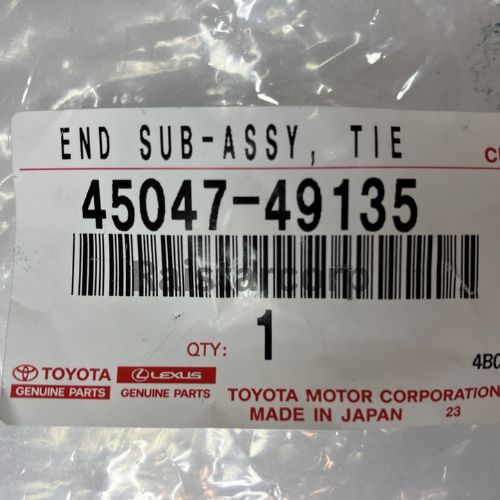 END SUB-ASSY, TIE
45047-49135
Raistarcorp
QTY: 1
TOYOTA
GENUINE PARTS
LEXUS
GENUINE PARTS
TOYOTA MOTOR CORPORATION
MADE IN JAPAN
23